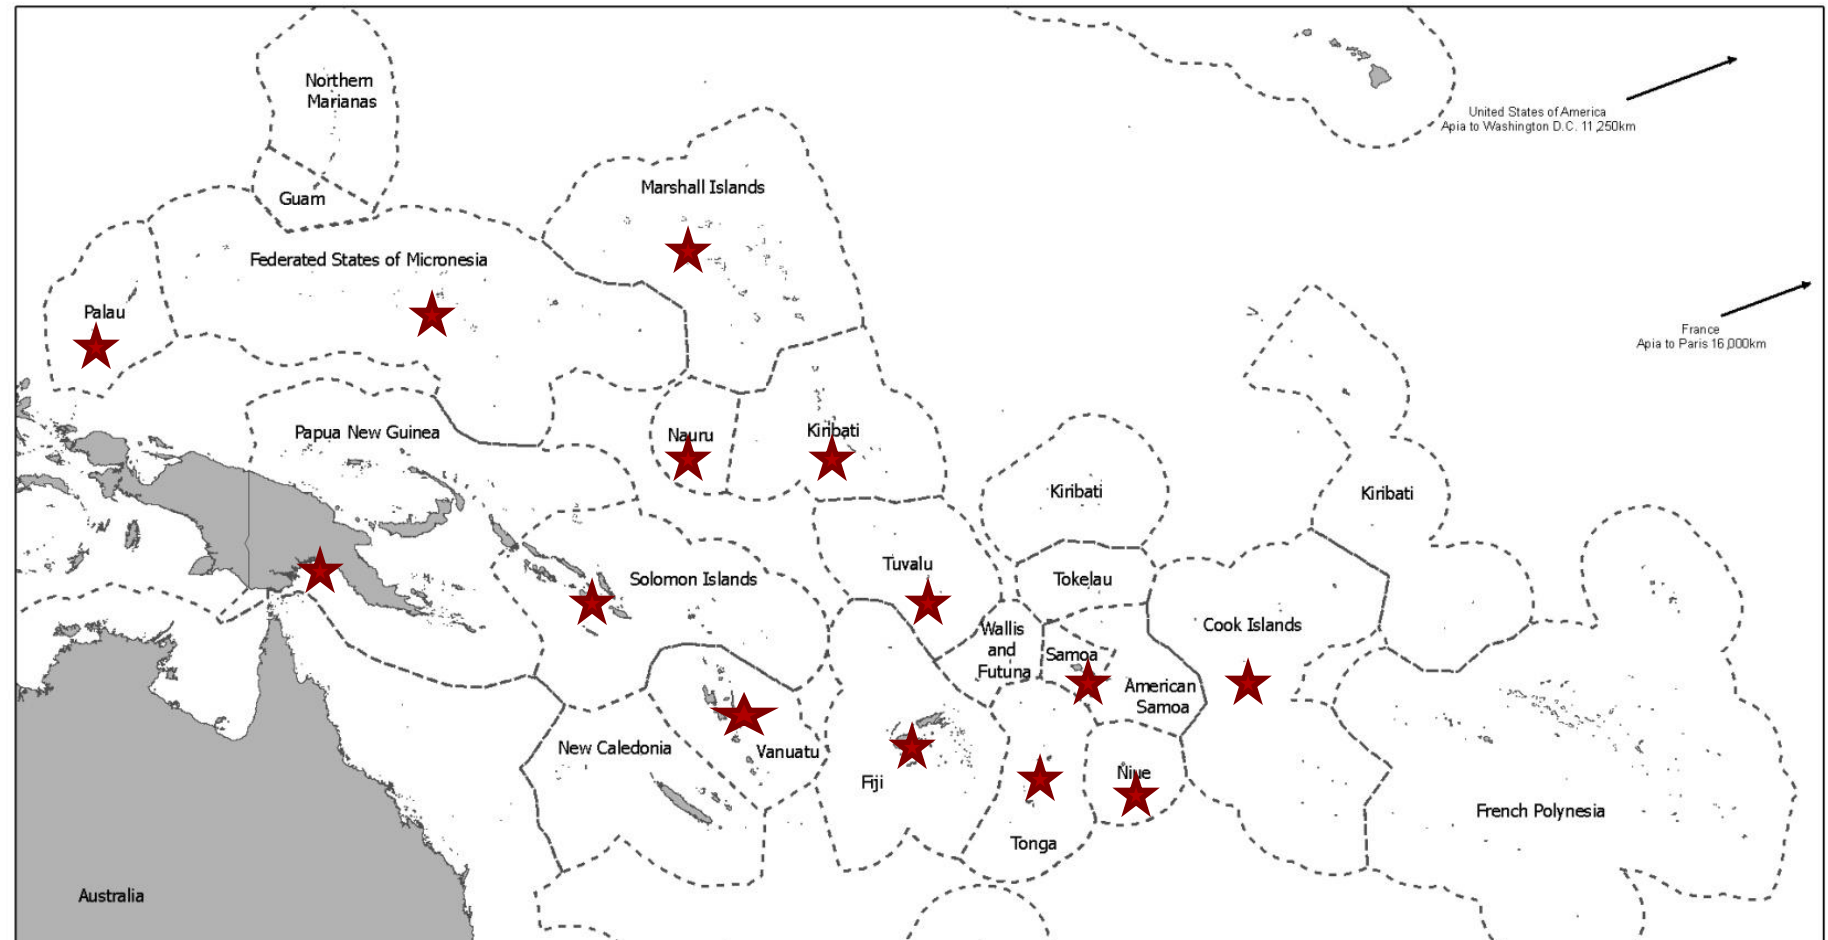 Northern
Marianas
United States of America
Apia to Washington D.C. 11,250km
Marshall Islands
Guam
Federated States of Micronesia
Palau
France
Apia to Paris 16,000km
Papua New Guinea
Nauru
Kiribati
Kiribati
Kiribati
Tuvalu
Solomon Islands
Tokelau
Cook Islands
Wallis
and
Futuna
Samoa
American
Samoa
New Caledonia
Vanuatu
Fiji
Niue
Tonga
French Polynesia
Australia